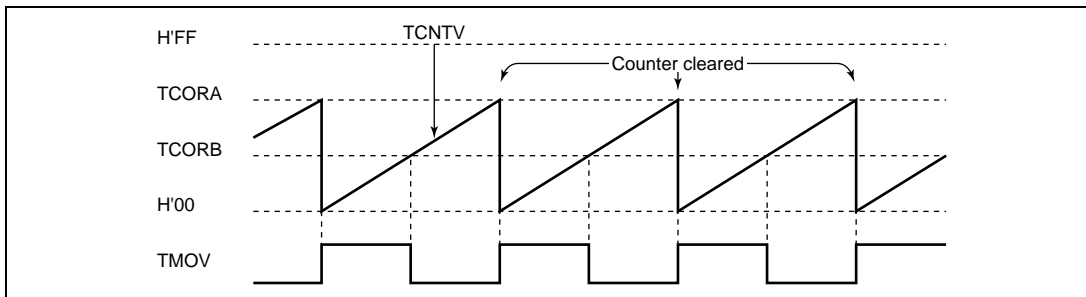 H'FF
TCNTV
Counter cleared
TCORA
TCORB
H'00
TMOV